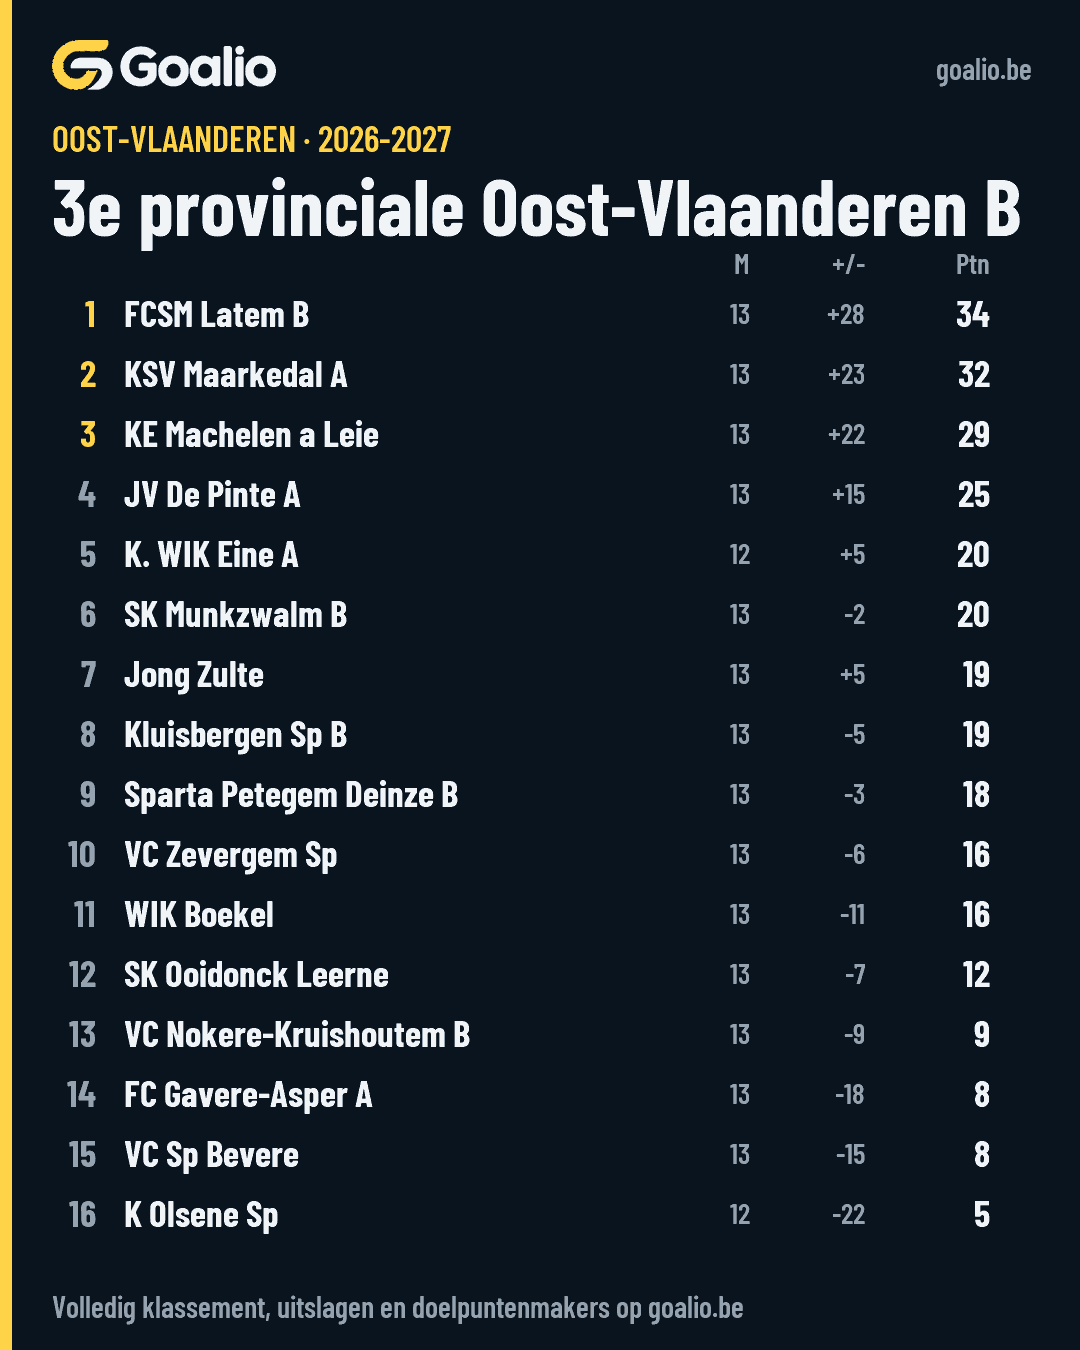 Goalio
goalio.be
OOST-VLAANDEREN · 2026-2027
3e provinciale Oost-Vlaanderen B
M +/- Ptn
1 FCSM Latem B 13 +28 34
2 KSV Maarkedal A 13 +23 32
3 KE Machelen a Leie 13 +22 29
4 JV De Pinte A 13 +15 25
5 K. WIK Eine A 12 +5 20
6 SK Munkzwalm B 13 -2 20
7 Jong Zulte 13 +5 19
8 Kluisbergen Sp B 13 -5 19
9 Sparta Petegem Deinze B 13 -3 18
10 VC Zevergem Sp 13 -6 16
11 WIK Boekel 13 -11 16
12 SK Ooidonck Leerne 13 -7 12
13 VC Nokere-Kruishoutem B 13 -9 9
14 FC Gavere-Asper A 13 -18 8
15 VC Sp Bevere 13 -15 8
16 K Olsene Sp 12 -22 5
Volledig klassement, uitslagen en doelpuntenmakers op goalio.be